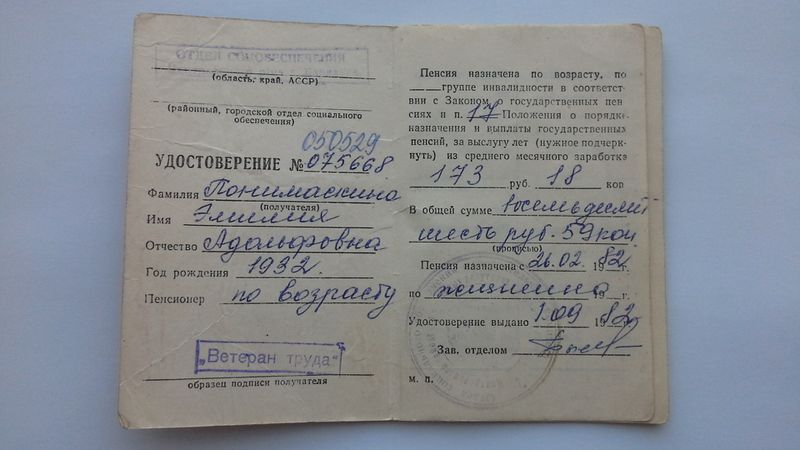 ОТДЕЛ СОЦОБЕСПЕЧЕНИЯ
(область, край, АССР)
(районный, городской отдел социального
обеспечения)
050529
УДОСТОВЕРЕНИЕ № 075668
Фамилия Понимаскина
(получателя)
Имя Эмилия
Отчество Адольфовна
Год рождения 1932.
Пенсионер по возрасту
"Ветеран труда"
образец подписи получателя
Пенсия назначена по возрасту, по
группе инвалидности в соответст-
вии с Законом о государственных пен
сиях и п. 17 Положения о порядке
назначения и выплаты государственных
пенсий, за выслугу лет (нужное подчерк-
нуть) из среднего месячного заработка
173 руб. 18 коп
В общей сумме Восемьдесят
шесть руб. 59 коп
(прописью)
Пенсия назначена с 26.02. 1982 г.
по пожизненно 19 г.
Удостоверение выдано 1.09 1982
Зав. отделом
м. п.